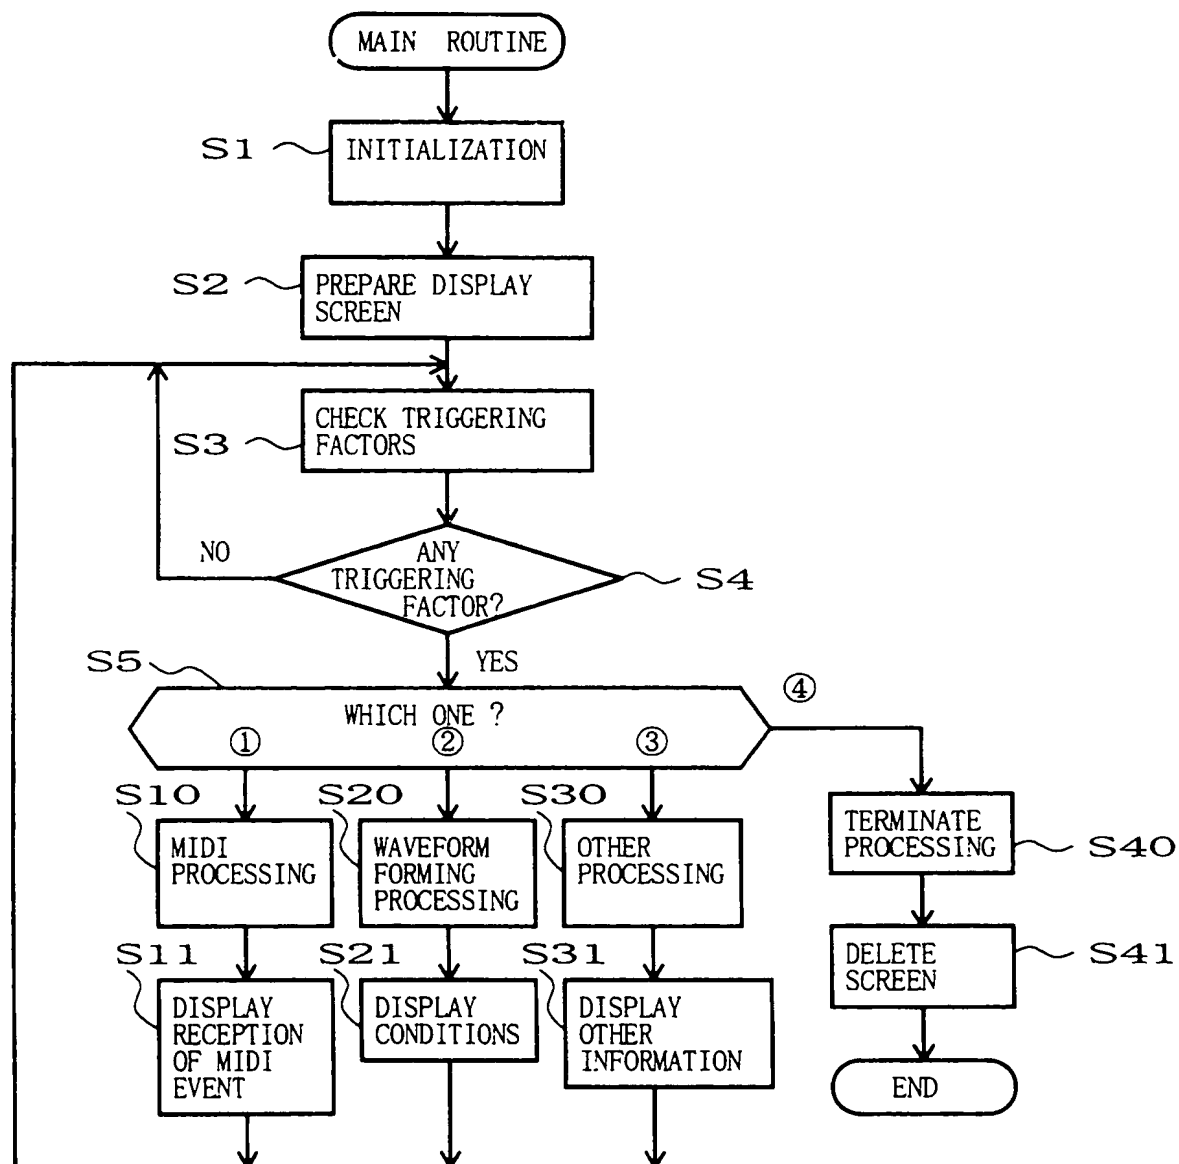 MAIN ROUTINE
S1
INITIALIZATION
S2
PREPARE DISPLAY
SCREEN
S3
CHECK TRIGGERING
FACTORS
NO
ANY
TRIGGERING
FACTOR?
S4
YES
S5
WHICH ONE ?
④
① ② ③
S10
MIDI
PROCESSING
S20
WAVEFORM
FORMING
PROCESSING
S30
OTHER
PROCESSING
TERMINATE
PROCESSING
S40
S11
DISPLAY
RECEPTION
OF MIDI
EVENT
S21
DISPLAY
CONDITIONS
S31
DISPLAY
OTHER
INFORMATION
DELETE
SCREEN
S41
END